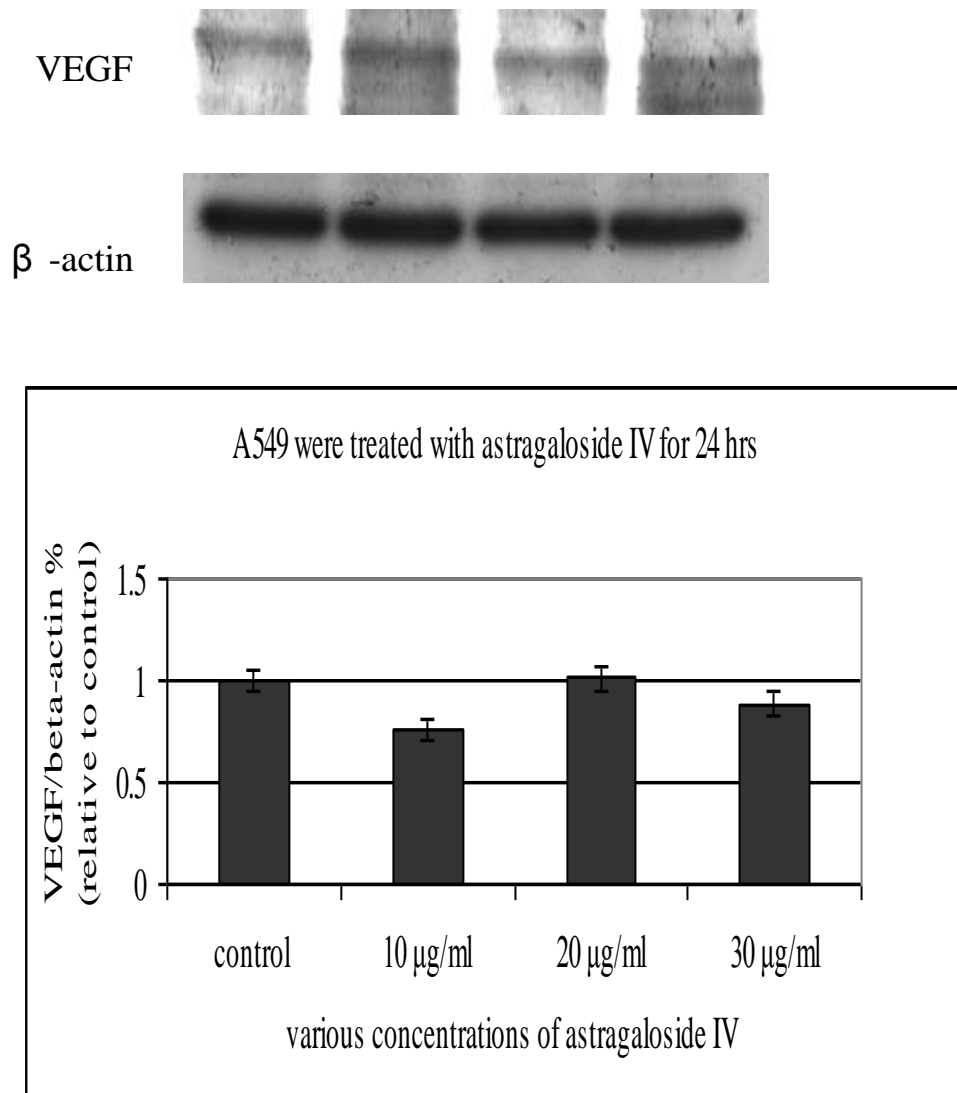 VEGF
β -actin
A549 were treated with astragaloside IV for 24 hrs
VEGF/beta-actin %
(relative to control)
1.5
1
0.5
0
control 10 μg/ml 20 μg/ml 30 μg/ml
various concentrations of astragaloside IV